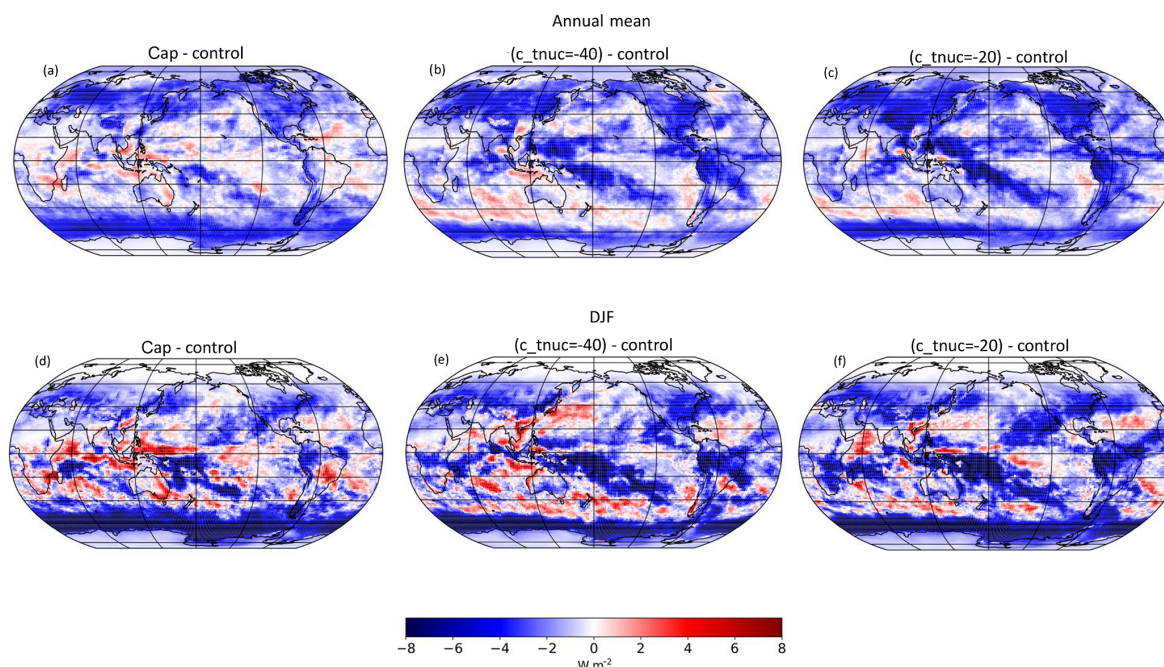 Annual mean
Cap - control
(c_tnuc=-40) - control
(c_tnuc=-20) - control
(a)
(b)
(c)
DJF
Cap - control
(c_tnuc=-40) - control
(c_tnuc=-20) - control
(d)
(e)
(f)
−8 −6 −4 −2 0 2 4 6 8
W m⁻²